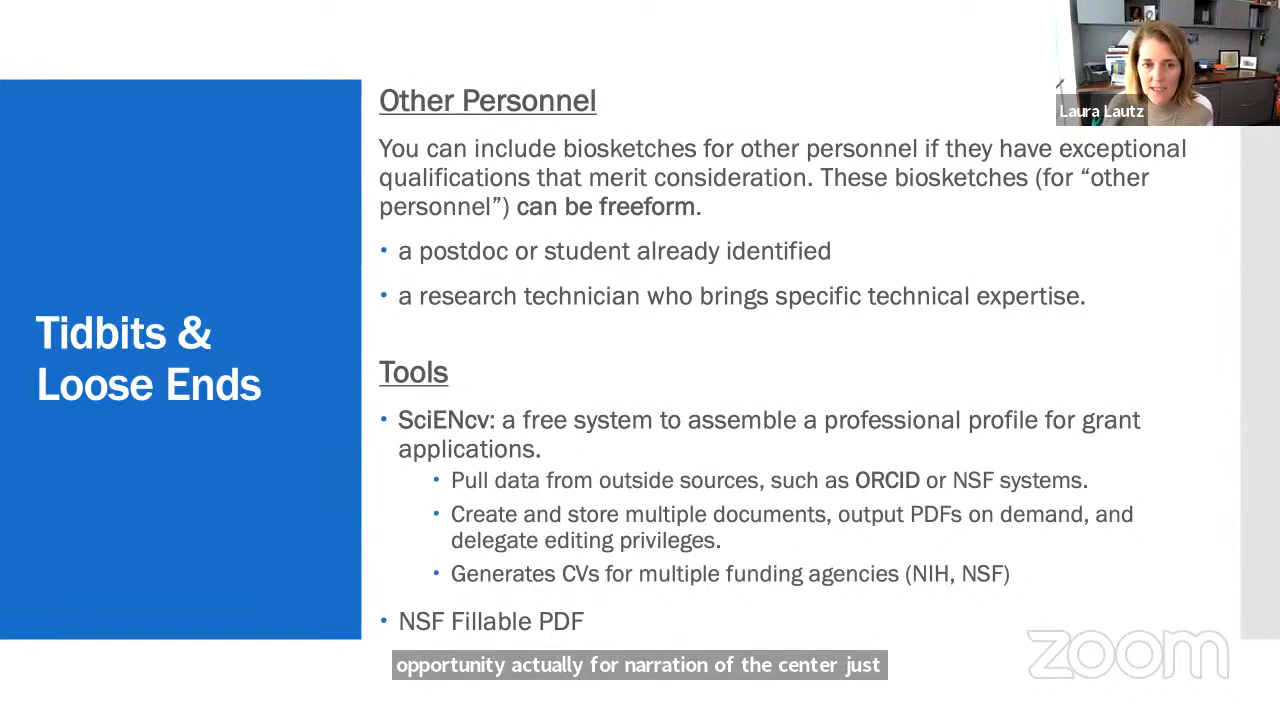 Laura Lautz
Tidbits &
Loose Ends
Other Personnel
You can include biosketches for other personnel if they have exceptional
qualifications that merit consideration. These biosketches (for “other
personnel”) can be freeform.
• a postdoc or student already identified
• a research technician who brings specific technical expertise.
Tools
• SciENcv: a free system to assemble a professional profile for grant
applications.
• Pull data from outside sources, such as ORCID or NSF systems.
• Create and store multiple documents, output PDFs on demand, and
delegate editing privileges.
• Generates CVs for multiple funding agencies (NIH, NSF)
• NSF Fillable PDF
opportunity actually for narration of the center just
zoom